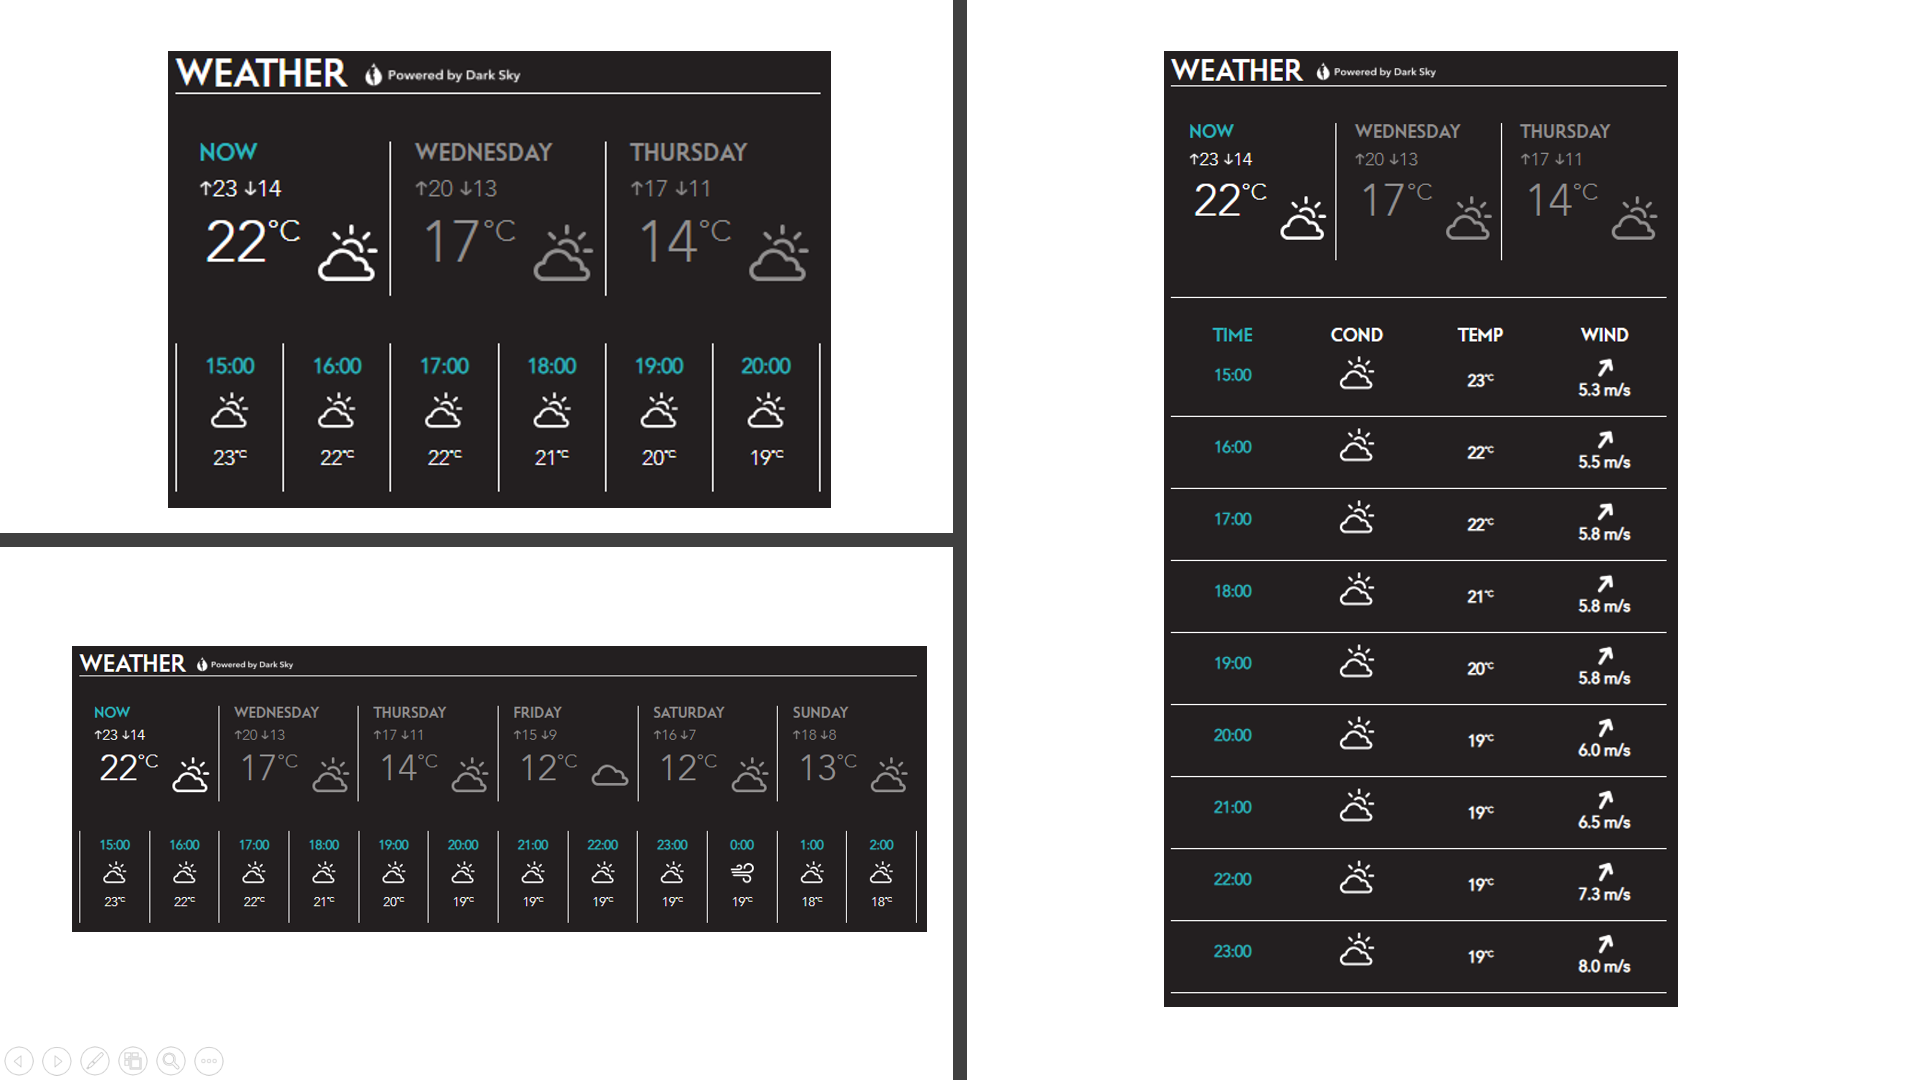 WEATHER Powered by Dark Sky
NOW WEDNESDAY THURSDAY
↑23 ↓14 ↑20 ↓13 ↑17 ↓11
22°C 17°C 14°C
15:00 16:00 17:00 18:00 19:00 20:00
23°C 22°C 22°C 21°C 20°C 19°C
WEATHER Powered by Dark Sky
NOW WEDNESDAY THURSDAY FRIDAY SATURDAY SUNDAY
↑23 ↓14 ↑20 ↓13 ↑17 ↓11 ↑15 ↓9 ↑16 ↓7 ↑18 ↓8
22°C 17°C 14°C 12°C 12°C 13°C
15:00 16:00 17:00 18:00 19:00 20:00 21:00 22:00 23:00 0:00 1:00 2:00
23°C 22°C 22°C 21°C 20°C 19°C 19°C 19°C 19°C 19°C 18°C 18°C
WEATHER Powered by Dark Sky
NOW WEDNESDAY THURSDAY
↑23 ↓14 ↑20 ↓13 ↑17 ↓11
22°C 17°C 14°C
TIME COND TEMP WIND
15:00 23°C 5.3 m/s
16:00 22°C 5.5 m/s
17:00 22°C 5.8 m/s
18:00 21°C 5.8 m/s
19:00 20°C 5.8 m/s
20:00 19°C 6.0 m/s
21:00 19°C 6.5 m/s
22:00 19°C 7.3 m/s
23:00 19°C 8.0 m/s